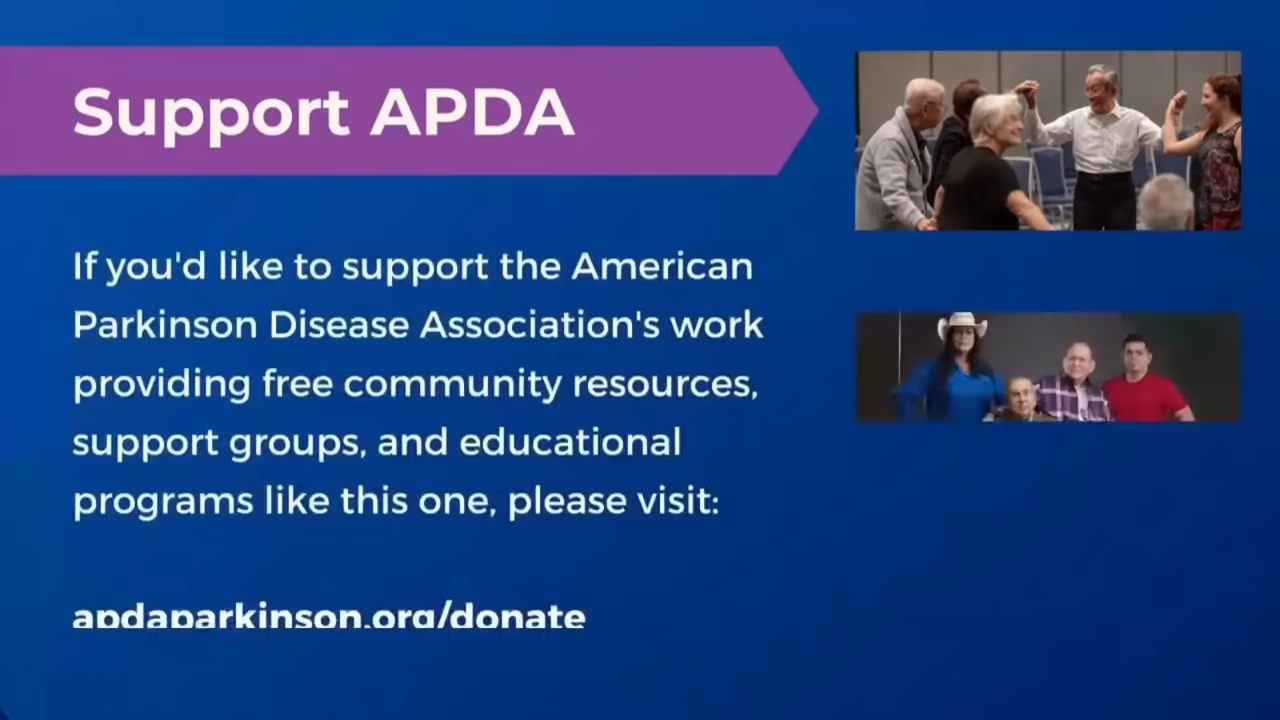 Support APDA
If you'd like to support the American
Parkinson Disease Association's work
providing free community resources,
support groups, and educational
programs like this one, please visit:
apdaparkinson.org/donate